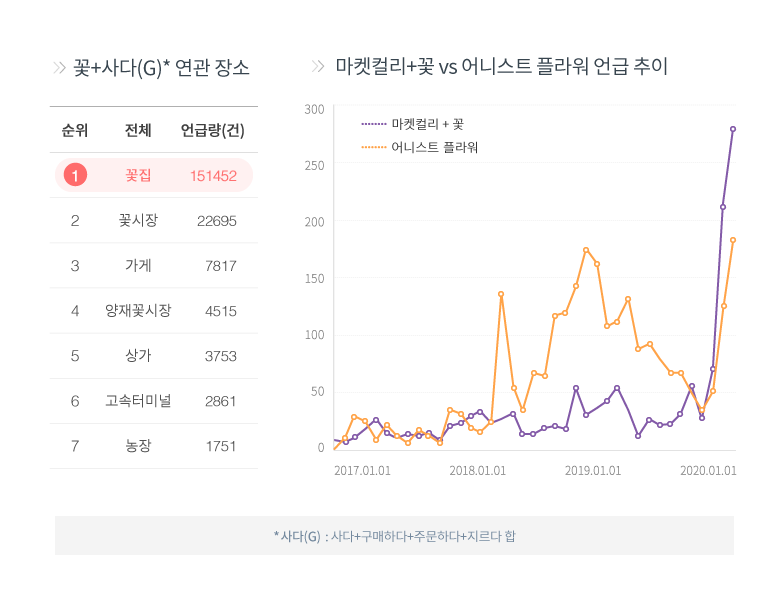 꽃+사다(G)* 연관 장소
순위 전체 언급량(건)
1 꽃집 151452
2 꽃시장 22695
3 가게 7817
4 양재꽃시장 4515
5 상가 3753
6 고속터미널 2861
7 농장 1751
마켓컬리+꽃 vs 어니스트 플라워 언급 추이
마켓컬리 + 꽃
어니스트 플라워
300
250
200
150
100
50
0
2017.01.01 2018.01.01 2019.01.01 2020.01.01
* 사다(G) : 사다+구매하다+주문하다+지르다 합